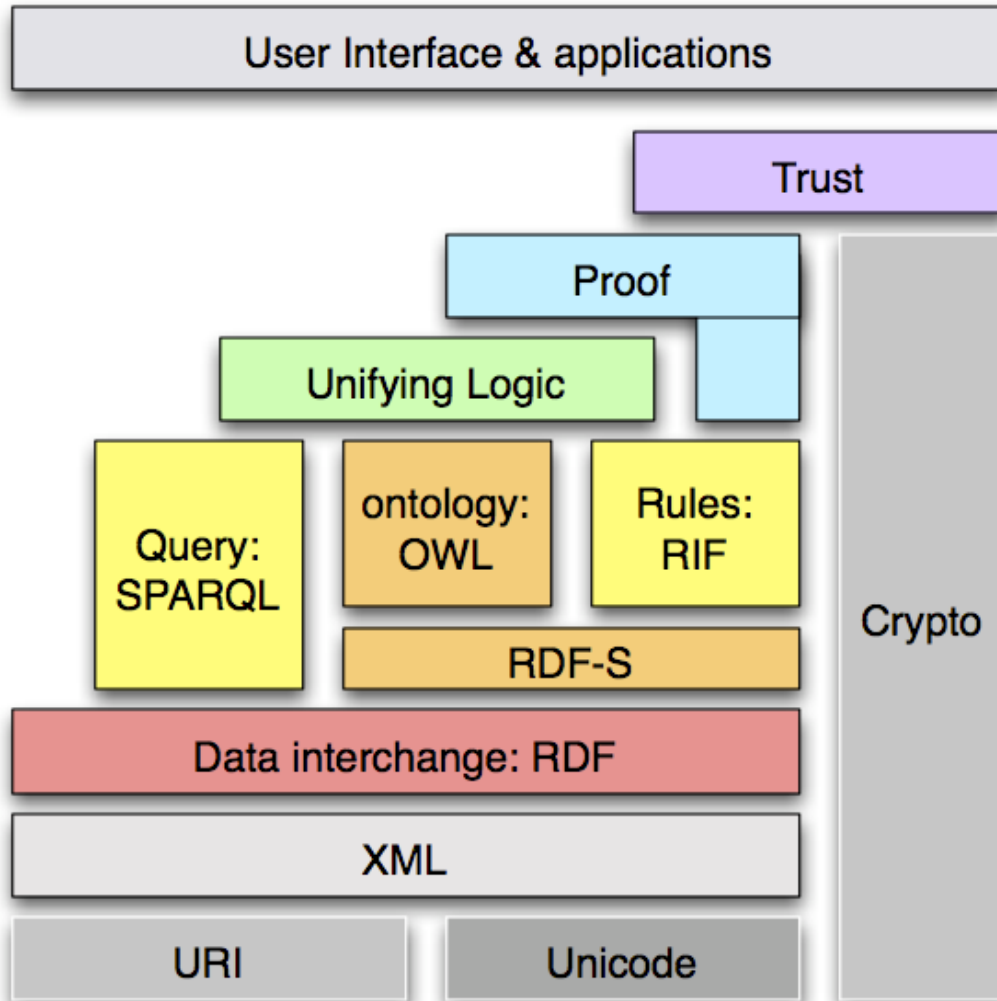 User Interface & applications
Trust
Proof
Unifying Logic
Query:
SPARQL
ontology:
OWL
Rules:
RIF
Crypto
RDF-S
Data interchange: RDF
XML
URI
Unicode